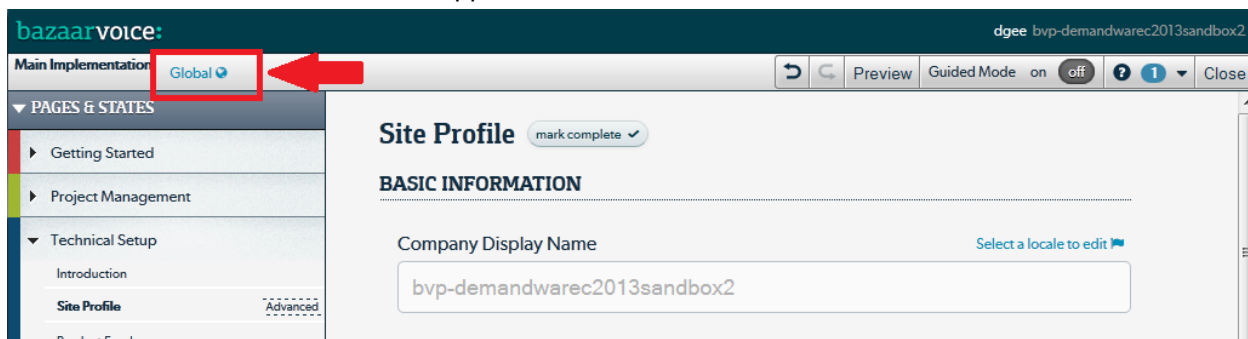 bazaarvoice:
dgee bvp-demandwarec2013sandbox2
Main Implementation Global
Preview Guided Mode on off ? 1 Close
PAGES & STATES
Site Profile mark complete ✓
Getting Started
BASIC INFORMATION
Project Management
Technical Setup
Company Display Name Select a locale to edit
Introduction
bvp-demandwarec2013sandbox2
Site Profile Advanced